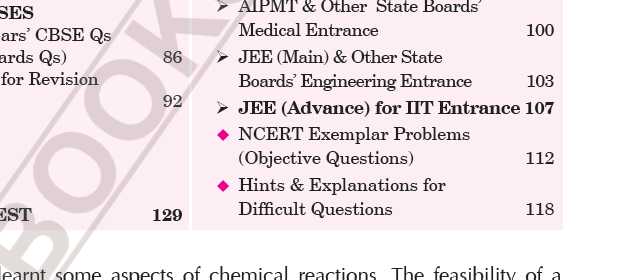 SES
ars' CBSE Qs
ards Qs) 86
for Revision
92
EST 129
➢ AIPMT & Other State Boards'
Medical Entrance 100
➢ JEE (Main) & Other State
Boards' Engineering Entrance 103
➢ JEE (Advance) for IIT Entrance 107
◆ NCERT Exemplar Problems
(Objective Questions) 112
◆ Hints & Explanations for
Difficult Questions 118
learnt some aspects of chemical reactions. The feasibility of a
BOOK